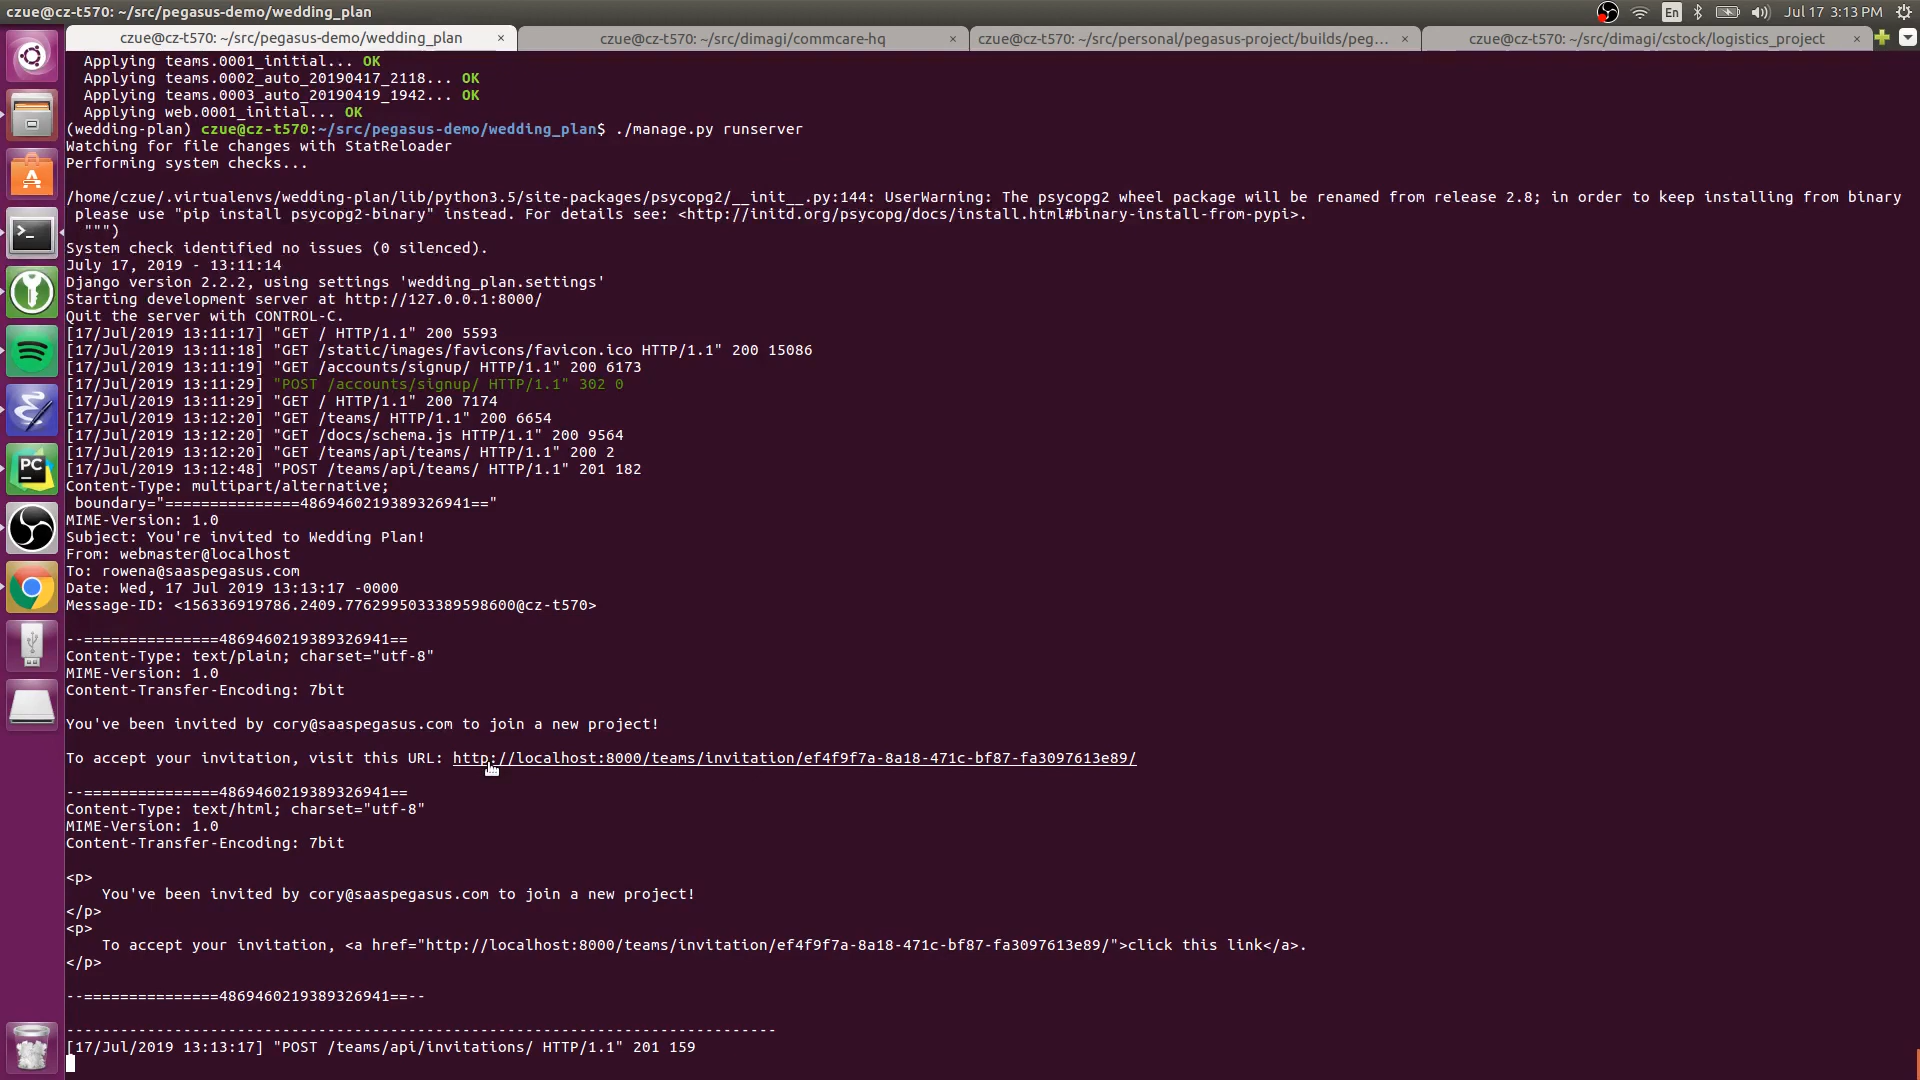 czue@cz-t570: ~/src/pegasus-demo/wedding_plan
En
Jul 17 3:13 PM
czue@cz-t570: ~/src/pegasus-demo/wedding_plan ×
czue@cz-t570: ~/src/dimagi/commcare-hq ×
czue@cz-t570: ~/src/personal/pegasus-project/builds/peg... ×
czue@cz-t570: ~/src/dimagi/cstock/logistics_project ×
  Applying teams.0001_initial... OK
  Applying teams.0002_auto_20190417_2118... OK
  Applying teams.0003_auto_20190419_1942... OK
  Applying web.0001_initial... OK
(wedding-plan) czue@cz-t570:~/src/pegasus-demo/wedding_plan$ ./manage.py runserver
Watching for file changes with StatReloader
Performing system checks...
/home/czue/.virtualenvs/wedding-plan/lib/python3.5/site-packages/psycopg2/__init__.py:144: UserWarning: The psycopg2 wheel package will be renamed from release 2.8; in order to keep installing from binary
 please use "pip install psycopg2-binary" instead. For details see: <http://initd.org/psycopg/docs/install.html#binary-install-from-pypi>.
  """)
System check identified no issues (0 silenced).
July 17, 2019 - 13:11:14
Django version 2.2.2, using settings 'wedding_plan.settings'
Starting development server at http://127.0.0.1:8000/
Quit the server with CONTROL-C.
[17/Jul/2019 13:11:17] "GET / HTTP/1.1" 200 5593
[17/Jul/2019 13:11:18] "GET /static/images/favicons/favicon.ico HTTP/1.1" 200 15086
[17/Jul/2019 13:11:19] "GET /accounts/signup/ HTTP/1.1" 200 6173
[17/Jul/2019 13:11:29] "POST /accounts/signup/ HTTP/1.1" 302 0
[17/Jul/2019 13:11:29] "GET / HTTP/1.1" 200 7174
[17/Jul/2019 13:12:20] "GET /teams/ HTTP/1.1" 200 6654
[17/Jul/2019 13:12:20] "GET /docs/schema.js HTTP/1.1" 200 9564
[17/Jul/2019 13:12:20] "GET /teams/api/teams/ HTTP/1.1" 200 2
[17/Jul/2019 13:12:48] "POST /teams/api/teams/ HTTP/1.1" 201 182
Content-Type: multipart/alternative;
 boundary="===============4869460219389326941=="
MIME-Version: 1.0
Subject: You're invited to Wedding Plan!
From: webmaster@localhost
To: rowena@saaspegasus.com
Date: Wed, 17 Jul 2019 13:13:17 -0000
Message-ID: <156336919786.2409.7762995033389598600@cz-t570>
--===============4869460219389326941==
Content-Type: text/plain; charset="utf-8"
MIME-Version: 1.0
Content-Transfer-Encoding: 7bit
You've been invited by cory@saaspegasus.com to join a new project!
To accept your invitation, visit this URL: http://localhost:8000/teams/invitation/ef4f9f7a-8a18-471c-bf87-fa3097613e89/
--===============4869460219389326941==
Content-Type: text/html; charset="utf-8"
MIME-Version: 1.0
Content-Transfer-Encoding: 7bit
<p>
    You've been invited by cory@saaspegasus.com to join a new project!
</p>
<p>
    To accept your invitation, <a href="http://localhost:8000/teams/invitation/ef4f9f7a-8a18-471c-bf87-fa3097613e89/">click this link</a>.
</p>
--===============4869460219389326941==--
-------------------------------------------------------------------------------
[17/Jul/2019 13:13:17] "POST /teams/api/invitations/ HTTP/1.1" 201 159
PC